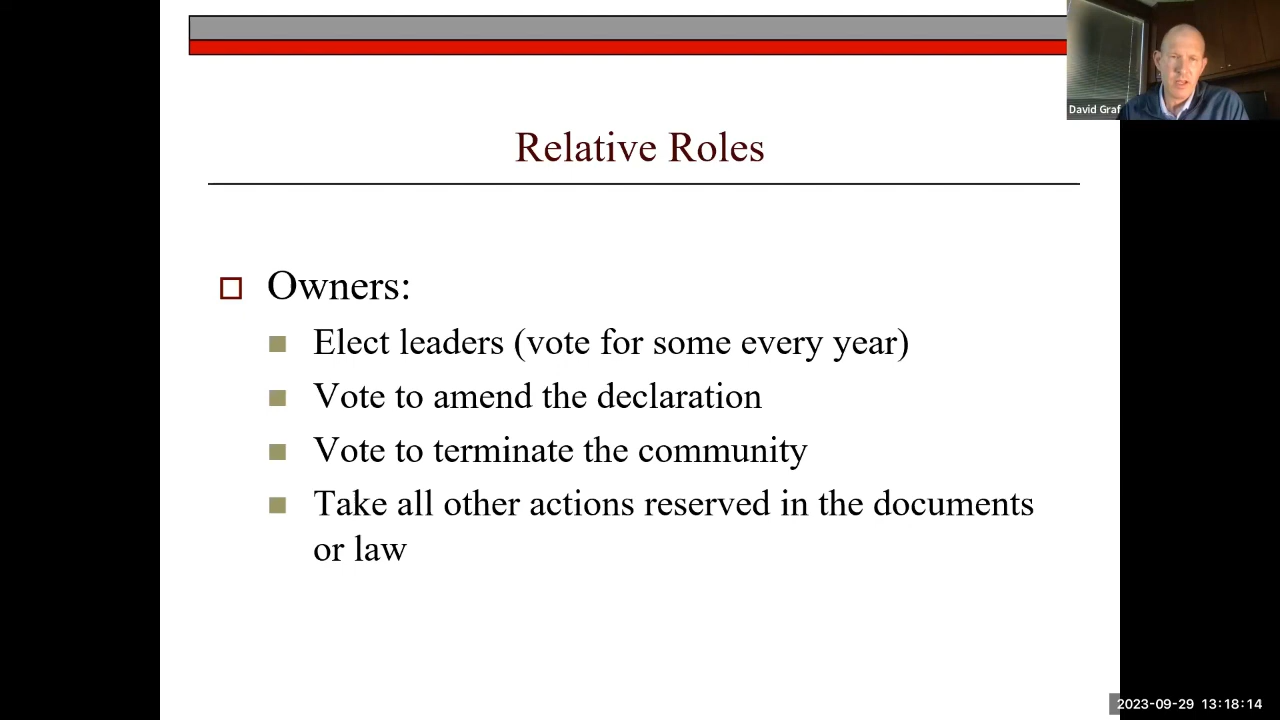 David Graf
Relative Roles
Owners:
Elect leaders (vote for some every year)
Vote to amend the declaration
Vote to terminate the community
Take all other actions reserved in the documents
or law
2023-09-29 13:18:14